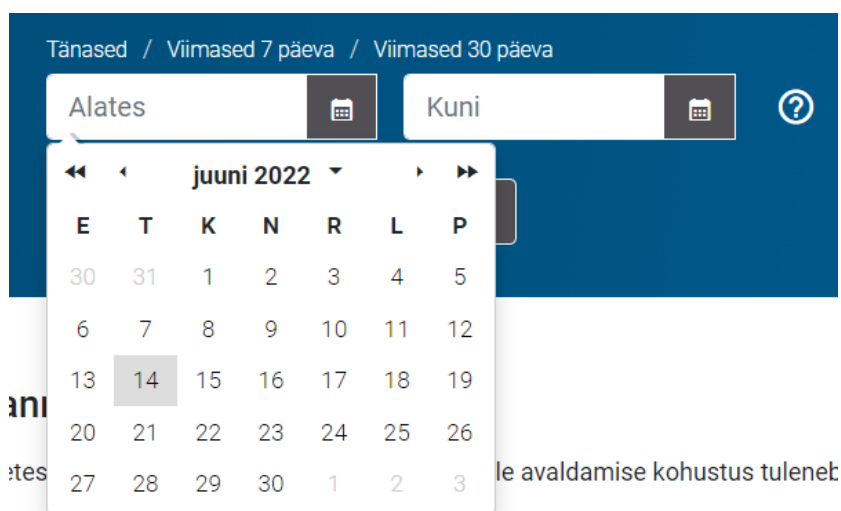 Tänased / Viimased 7 päeva / Viimased 30 päeva
Alates Kuni
juuni 2022
E T K N R L P
30 31 1 2 3 4 5
6 7 8 9 10 11 12
13 14 15 16 17 18 19
20 21 22 23 24 25 26
le avaldamise kohustus tuleneb
27 28 29 30 1 2 3